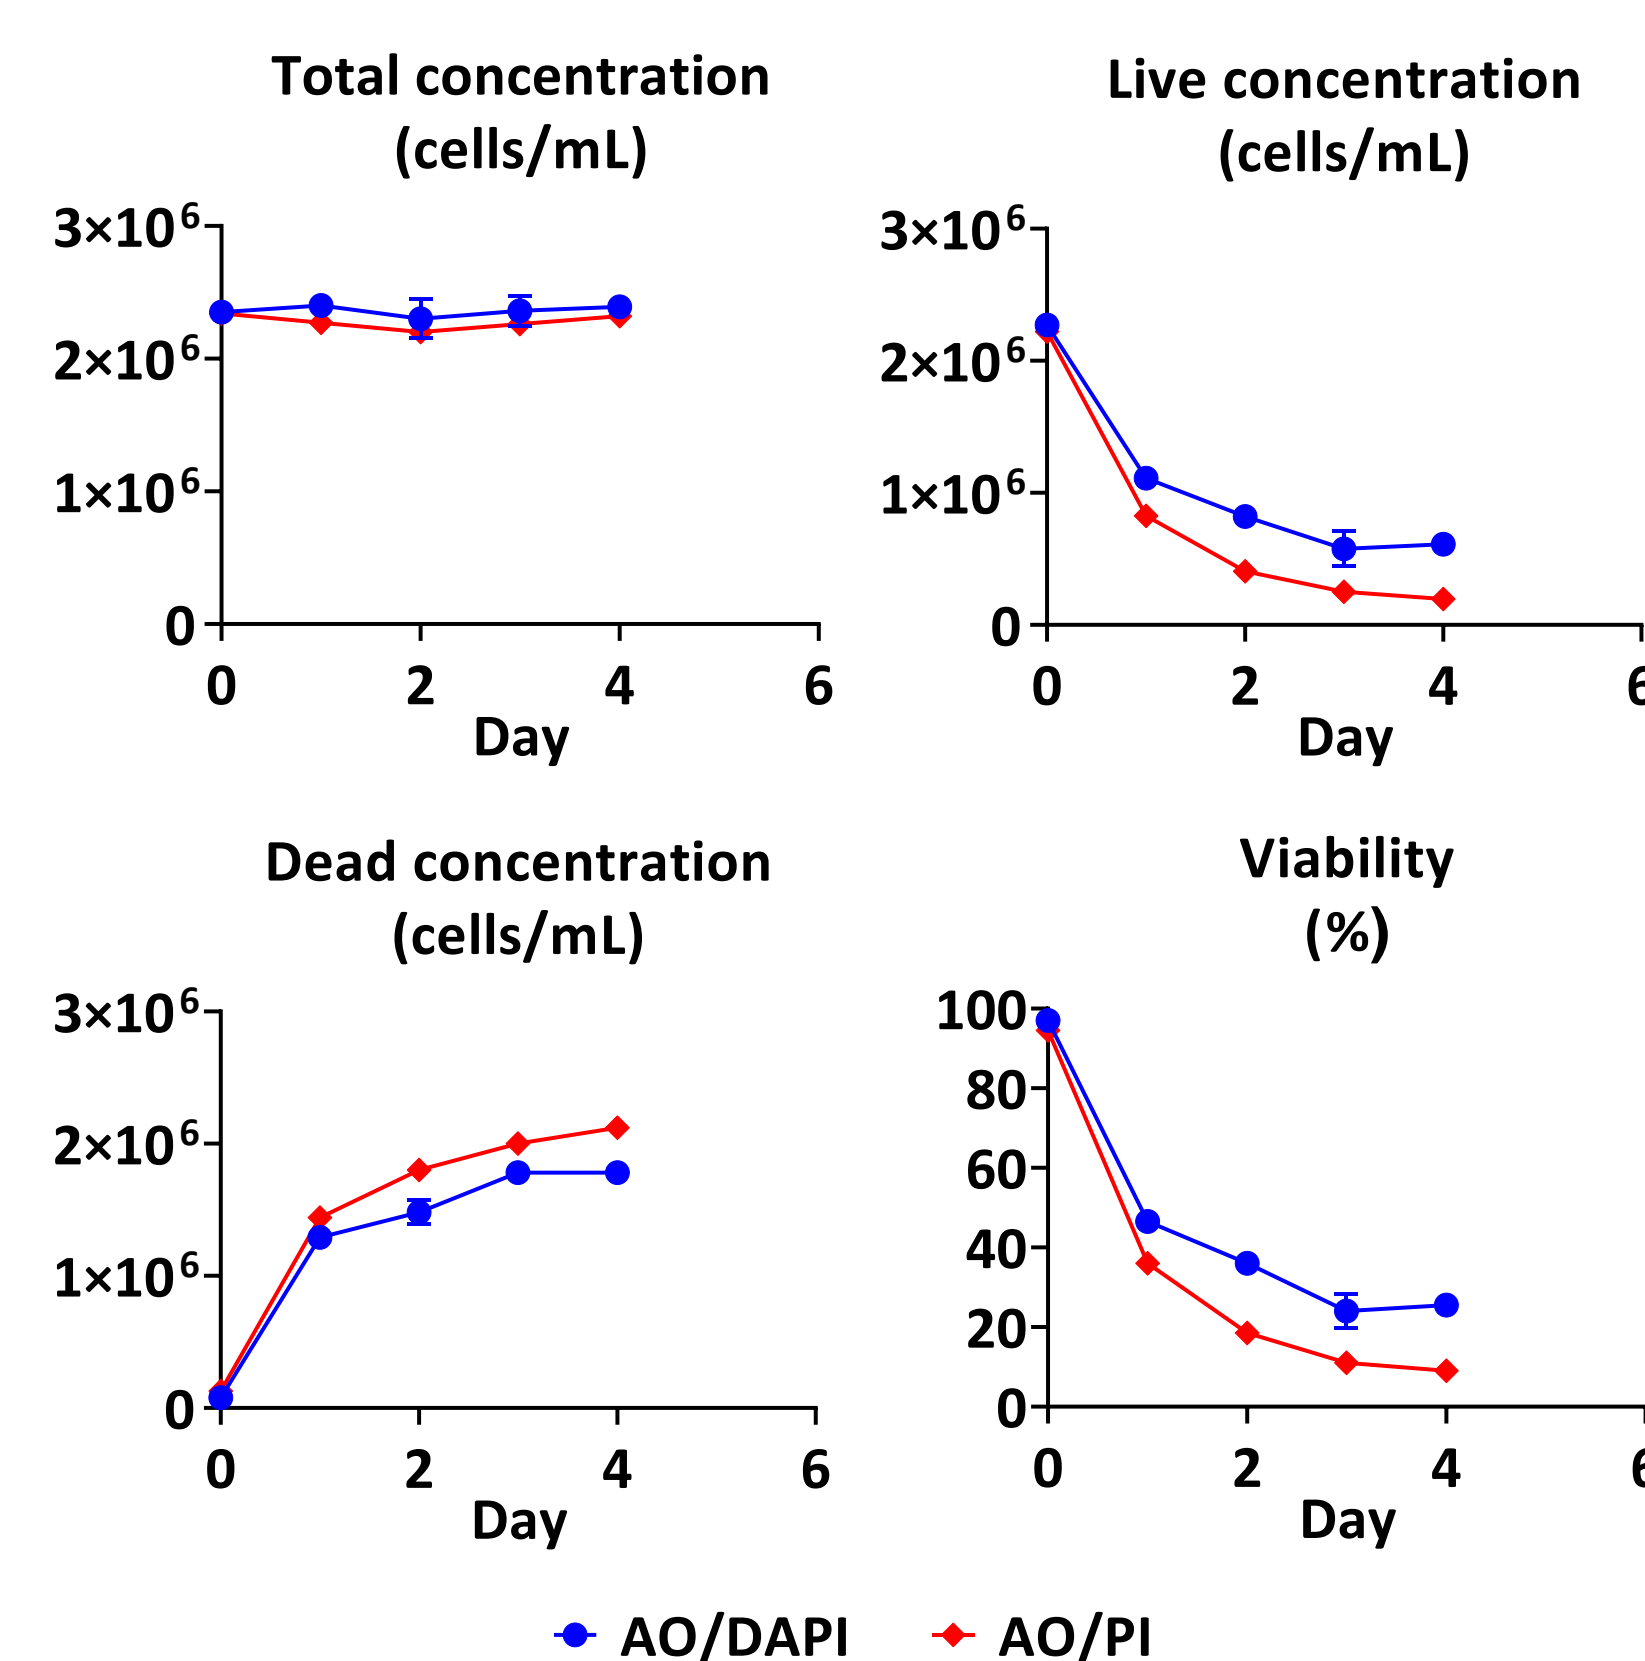 Total concentration
(cells/mL)
3×10⁶
2×10⁶
1×10⁶
0
0 2 4 6
Day
Live concentration
(cells/mL)
3×10⁶
2×10⁶
1×10⁶
0
0 2 4 6
Day
Dead concentration
(cells/mL)
3×10⁶
2×10⁶
1×10⁶
0
0 2 4 6
Day
Viability
(%)
100
80
60
40
20
0
0 2 4 6
Day
AO/DAPI AO/PI